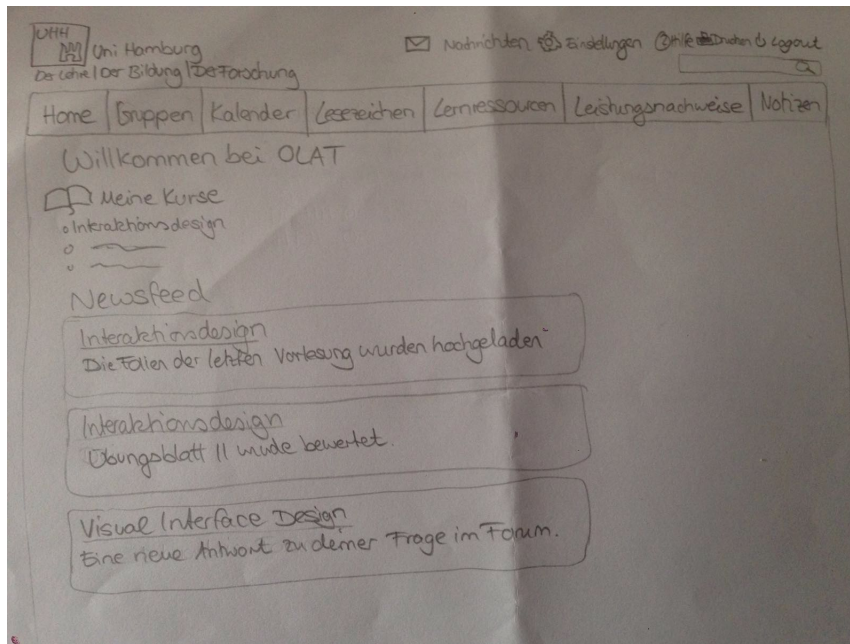 UHH
Uni Hamburg
Der Lehre | Der Bildung | Der Forschung
Nachrichten Einstellungen Hilfe Drucken Logout
Home Gruppen Kalender Lesezeichen Lernressourcen Leistungsnachweise Notizen
Willkommen bei OLAT
Meine Kurse
Interaktionsdesign
Newsfeed
Interaktionsdesign
Die Folien der letzten Vorlesung wurden hochgeladen
Interaktionsdesign
Übungsblatt 11 wurde bewertet.
Visual Interface Design
Eine neue Antwort zu deiner Frage im Forum.